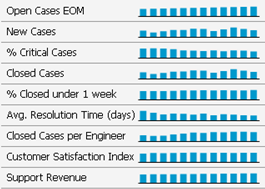 Open Cases EOM
New Cases
% Critical Cases
Closed Cases
% Closed under 1 week
Avg. Resolution Time (days)
Closed Cases per Engineer
Customer Satisfaction Index
Support Revenue